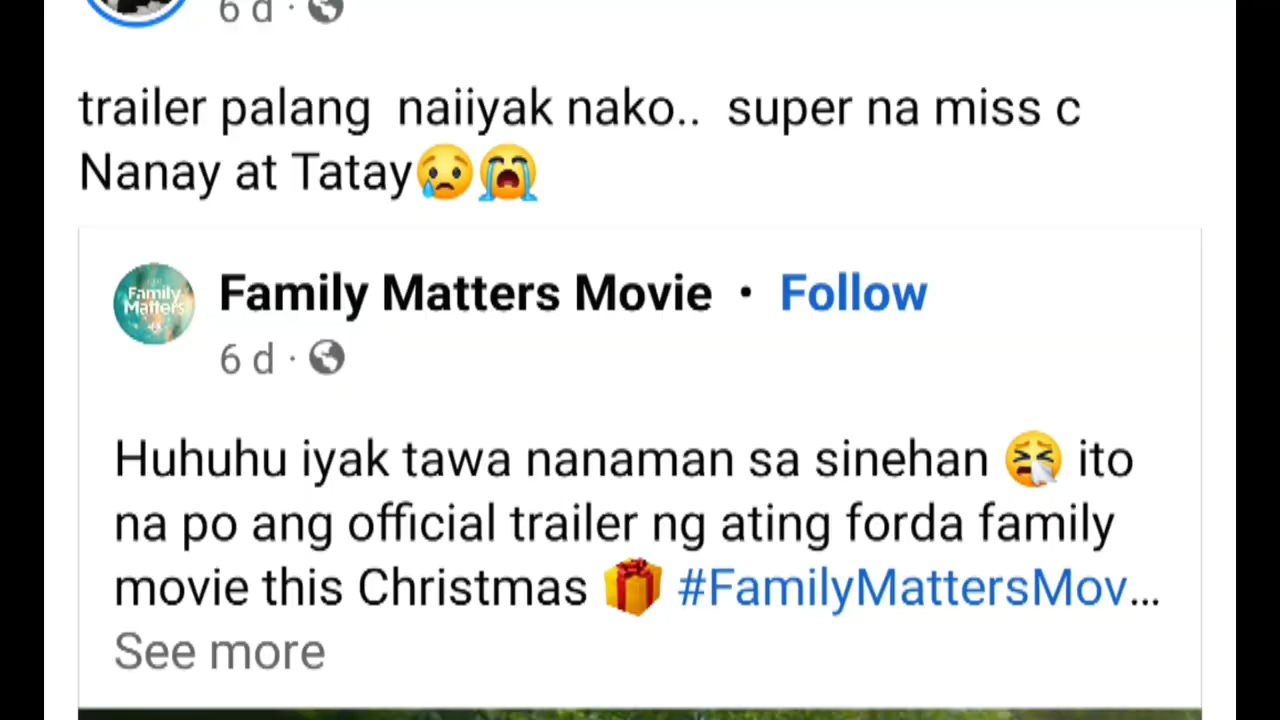 6 d ·
trailer palang naiiyak nako.. super na miss c
Nanay at Tatay😢😭
Family Matters
Family Matters Movie · Follow
6 d ·
Huhuhu iyak tawa nanaman sa sinehan 🤧 ito
na po ang official trailer ng ating forda family
movie this Christmas 🎁 #FamilyMattersMov...
See more